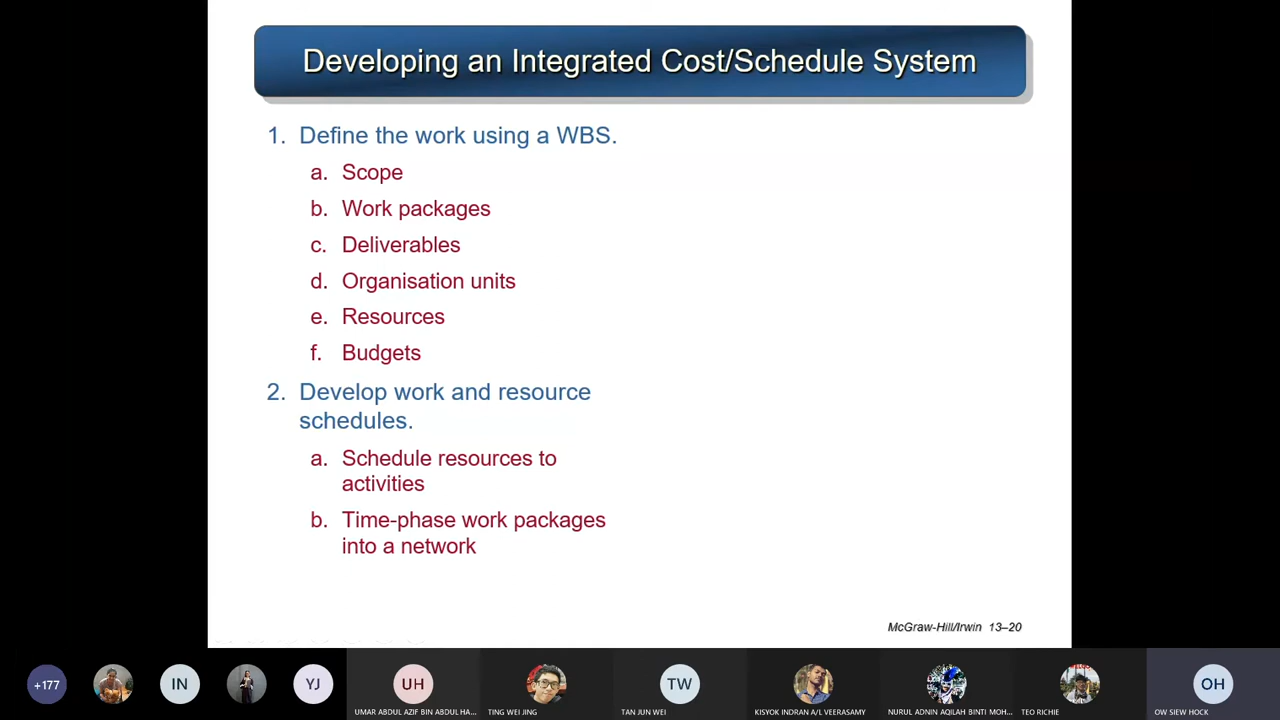 Developing an Integrated Cost/Schedule System
1. Define the work using a WBS.
a. Scope
b. Work packages
c. Deliverables
d. Organisation units
e. Resources
f. Budgets
2. Develop work and resource
schedules.
a. Schedule resources to
activities
b. Time-phase work packages
into a network
McGraw-Hill/Irwin 13–20
+177
IN
YJ
UH
TW
OH
UMAR ABDUL AZIF BIN ABDUL HA...
TING WEI JING
TAN JUN WEI
KISYOK INDRAN A/L VEERASAMY
NURUL ADNIN AQILAH BINTI MOH...
TEO RICHIE
OW SIEW HOCK